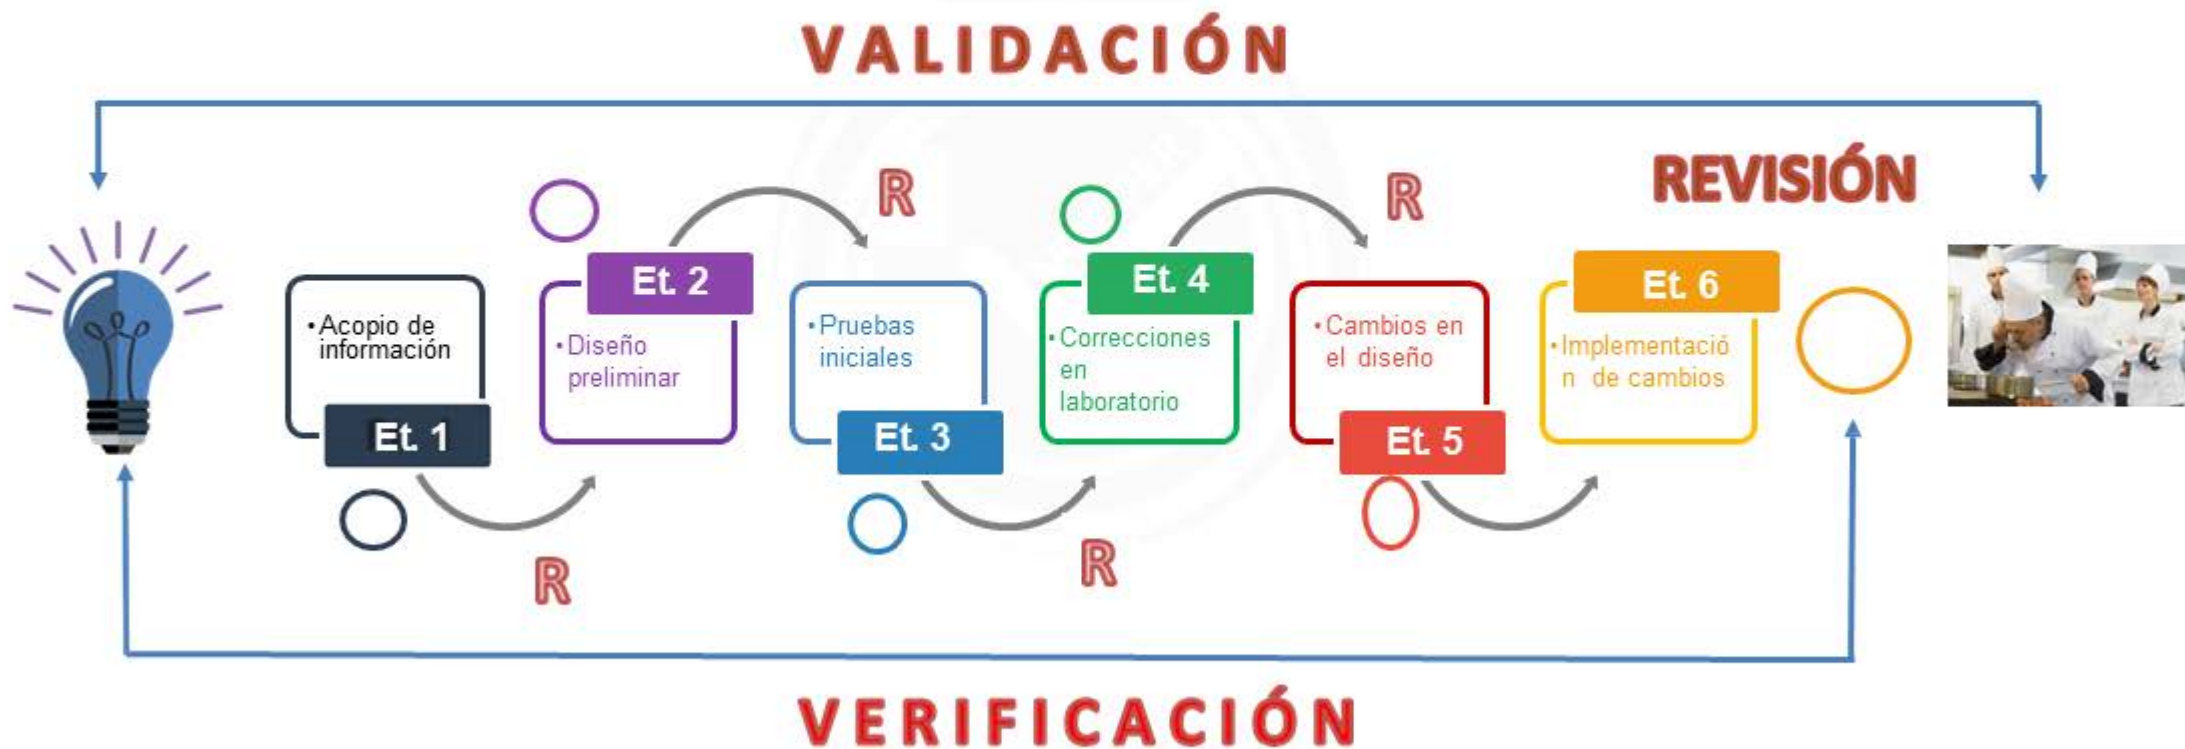 VALIDACIÓN
REVISIÓN
R
R
Et. 2
Et. 4
Et. 6
• Acopio de
información
• Diseño
preliminar
• Pruebas
iniciales
• Correcciones
en
laboratorio
• Cambios en
el diseño
• Implementació
n de cambios
Et. 1
Et. 3
Et. 5
R
R
VERIFICACIÓN